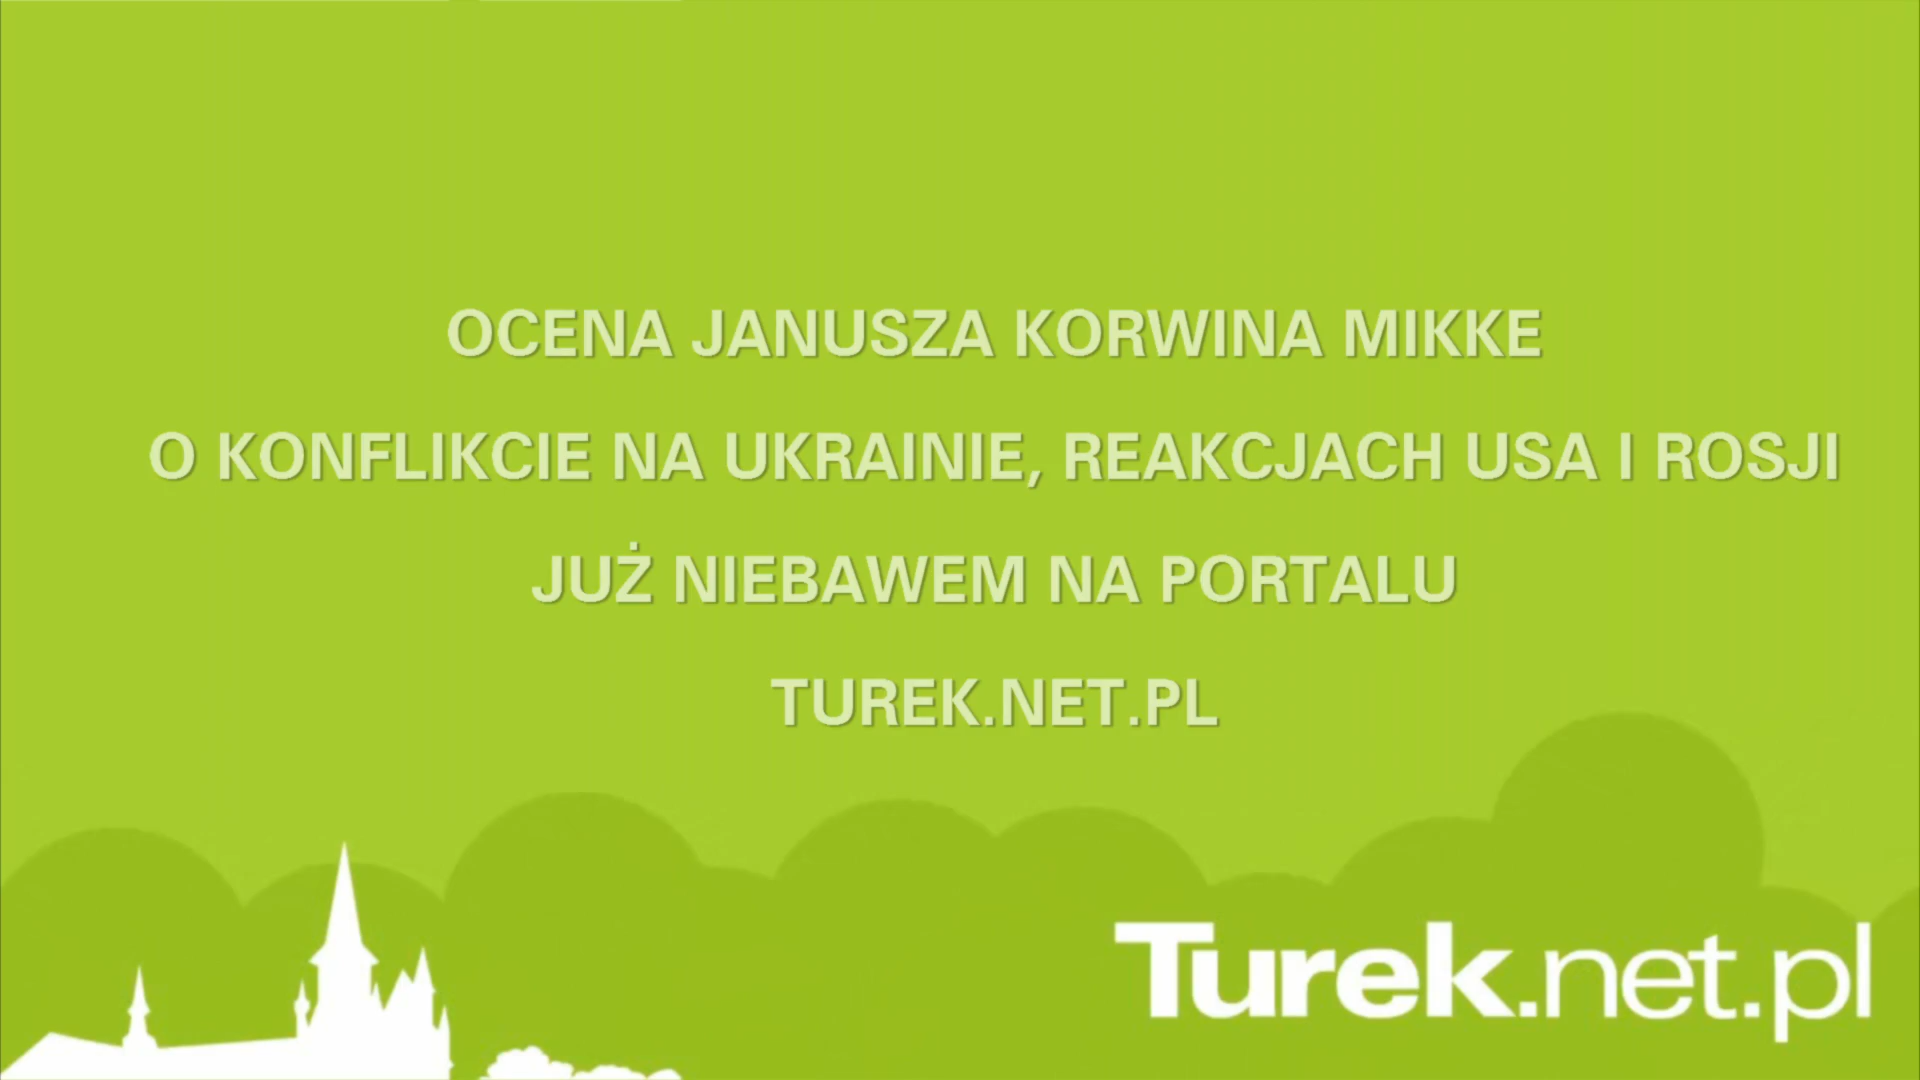 OCENA JANUSZA KORWINA MIKKE
O KONFLIKCIE NA UKRAINIE, REAKCJACH USA I ROSJI
JUŻ NIEBAWEM NA PORTALU
TUREK.NET.PL
Turek.net.pl